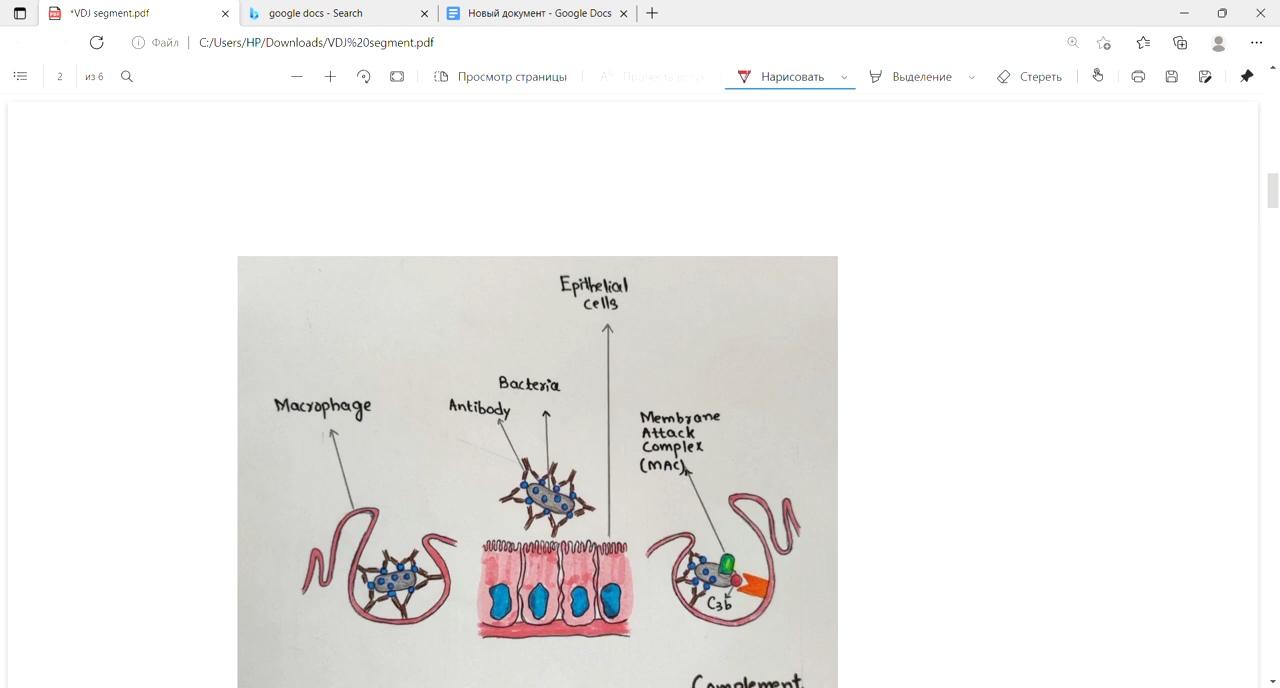 *VDJ segment.pdf
google docs - Search
Новый документ - Google Docs
Файл
C:/Users/HP/Downloads/VDJ%20segment.pdf
2 из 6
Просмотр страницы
Нарисовать
Выделение
Стереть
Epithelial
cells
Bacteria
Macrophage
Antibody
Membrane
Attack
Complex
(MAC)
C3b
Complement